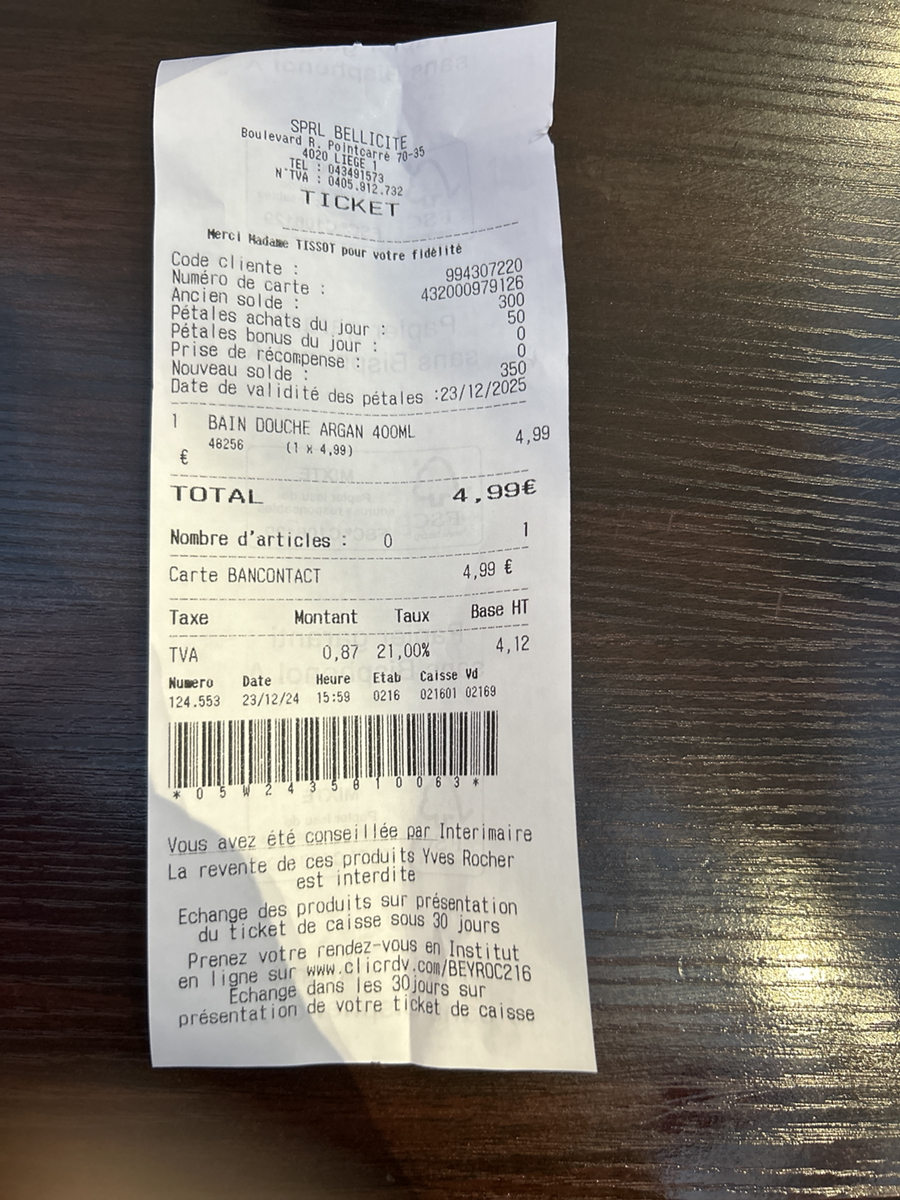 SPRL BELLICITE
Boulevard R. Pointcarré 70-35
4020 LIEGE 1
TEL : 043491573
N°TVA : 0405.912.732
TICKET
Merci Madame TISSOT pour votre fidélité
Code cliente : 994307220
Numéro de carte : 432000979126
Ancien solde : 300
Pétales achats du jour : 50
Pétales bonus du jour : 0
Prise de récompense : 0
Nouveau solde : 350
Date de validité des pétales :23/12/2025
1 BAIN DOUCHE ARGAN 400ML 4,99
48256 (1 x 4,99)
€
TOTAL 4,99€
Nombre d'articles : 0 1
Carte BANCONTACT 4,99 €
Taxe Montant Taux Base HT
TVA 0,87 21,00% 4,12
Numero Date Heure Etab Caisse Vd
124.553 23/12/24 15:59 0216 021601 02169
*05W2435810063*
Vous avez été conseillée par Interimaire
La revente de ces produits Yves Rocher
est interdite
Echange des produits sur présentation
du ticket de caisse sous 30 jours
Prenez votre rendez-vous en Institut
en ligne sur www.clicrdv.com/BEYROC216
Echange dans les 30jours sur
présentation de votre ticket de caisse